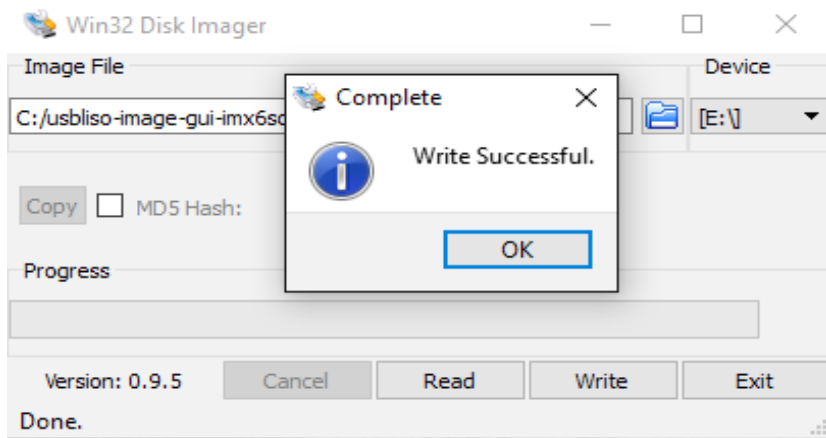 Win32 Disk Imager
Image File
Device
C:/usbliso-image-gui-imx6s
[E:\]
Complete
Write Successful.
OK
Copy
MD5 Hash:
Progress
Version: 0.9.5
Cancel
Read
Write
Exit
Done.